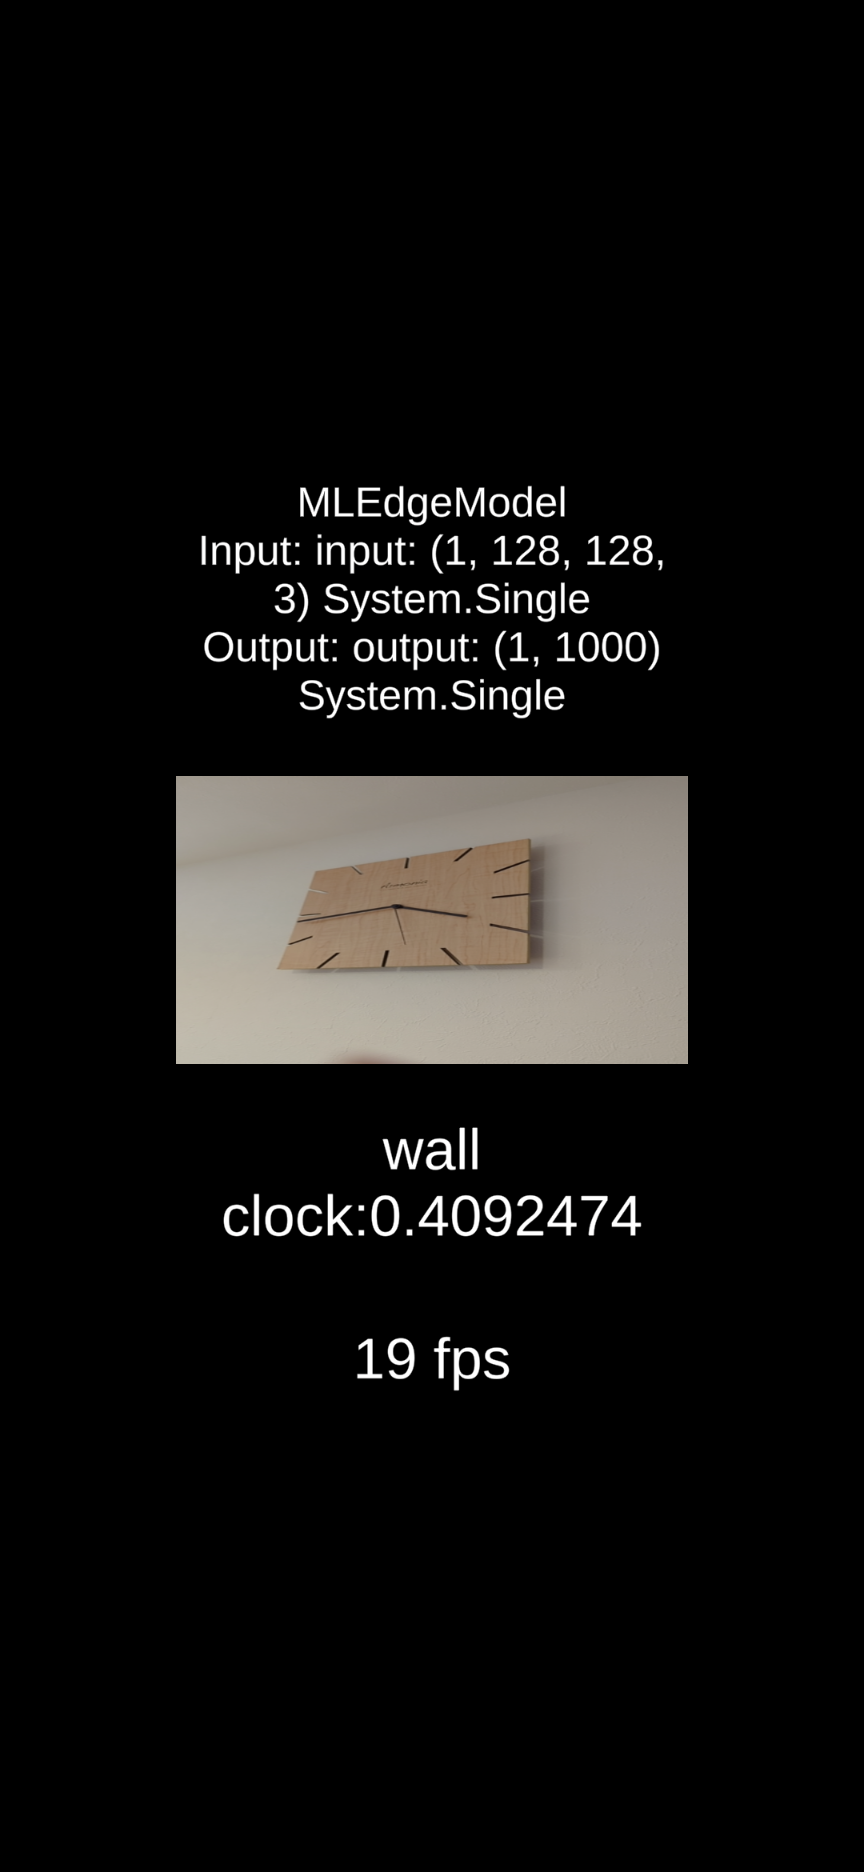 MLEdgeModel
Input: input: (1, 128, 128,
3) System.Single
Output: output: (1, 1000)
System.Single
wall
clock:0.4092474
19 fps